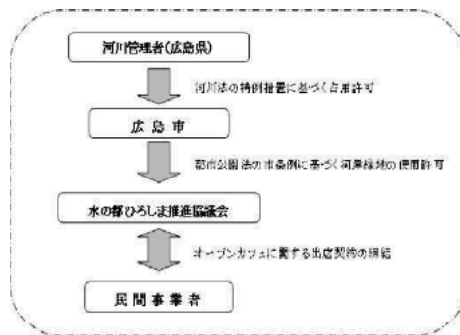 河川管理者(広島県)
河川法の特例措置に基づく占用許可
広島市
都市公園法の市条例に基づく河岸緑地の使用許可
水の都ひろしま推進協議会
オープンカフェに関する出店契約の締結
民間事業者